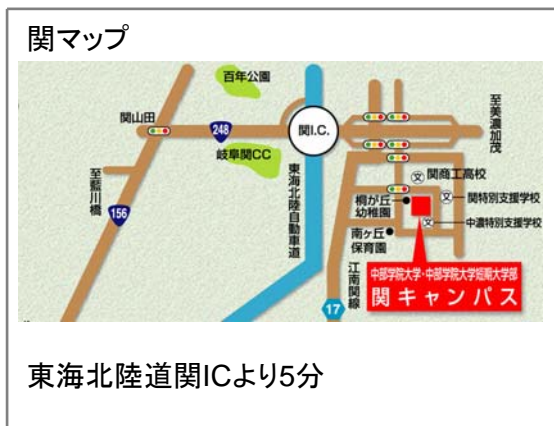 関マップ
百年公園
関山田
248
関I.C.
至美濃加茂
岐阜関CC
東海北陸自動車道
至藍川橋
156
関商工高校
桐が丘
幼稚園
関特別支援学校
中濃特別支援学校
南ヶ丘
保育園
江南関線
17
中部学院大学・中部学院大学短期大学部
関キャンパス
東海北陸道関ICより5分